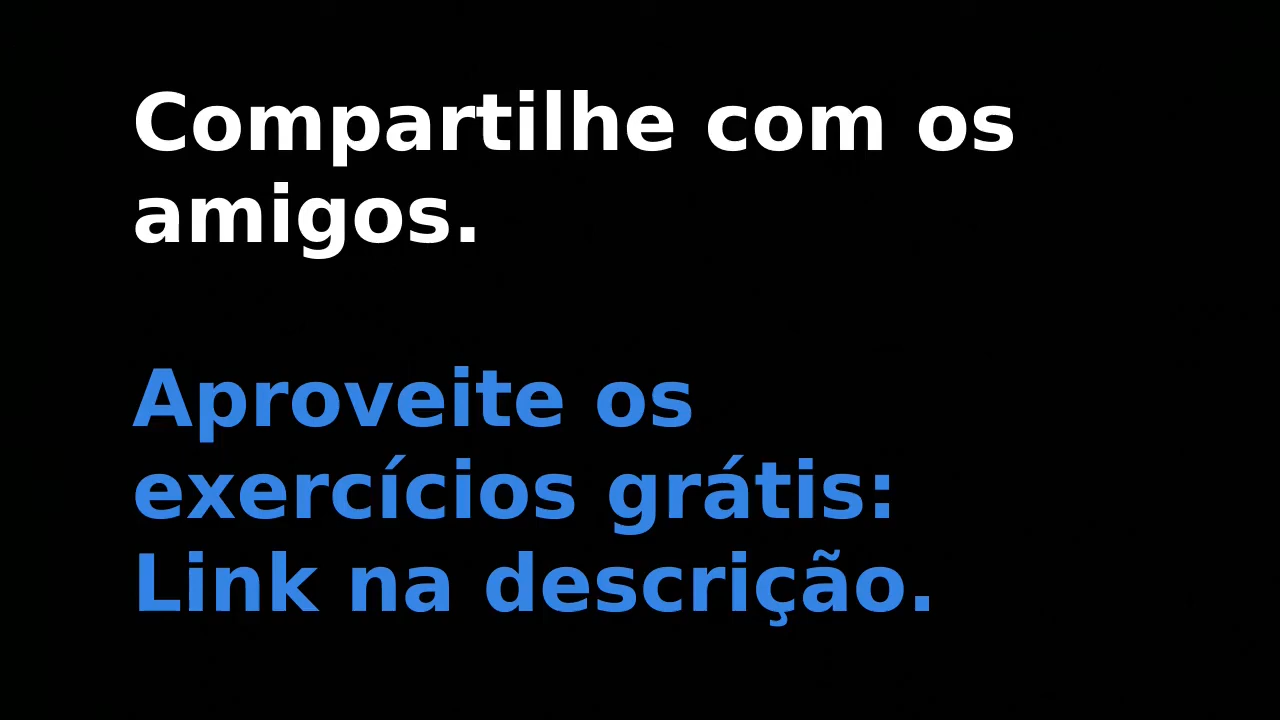 Compartilhe com os
amigos.
Aproveite os
exercícios grátis:
Link na descrição.